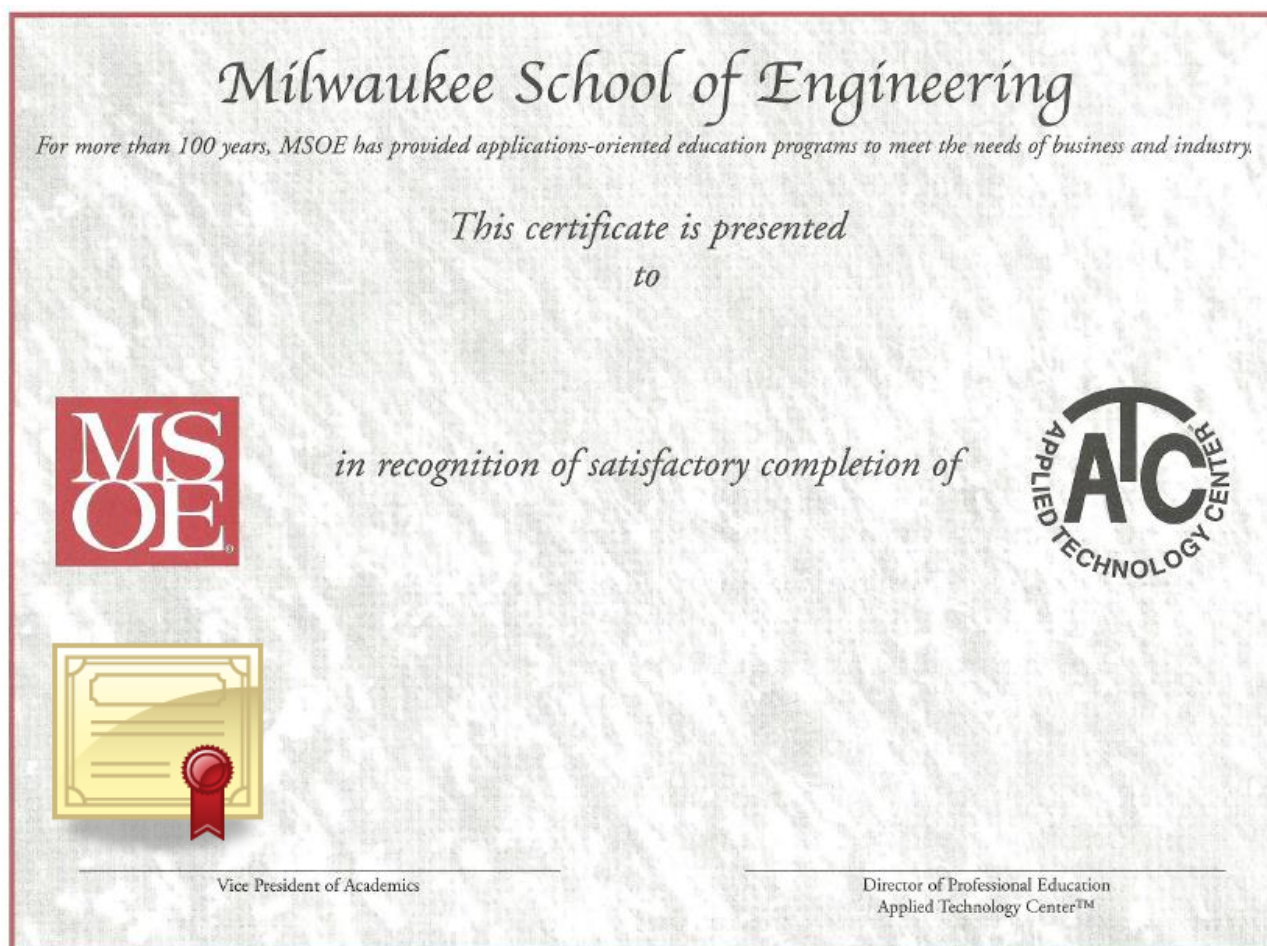 Milwaukee School of Engineering
For more than 100 years, MSOE has provided applications-oriented education programs to meet the needs of business and industry.
This certificate is presented
to
MS
OE®
in recognition of satisfactory completion of
ATC
APPLIED TECHNOLOGY CENTER™
Vice President of Academics
Director of Professional Education
Applied Technology Center™